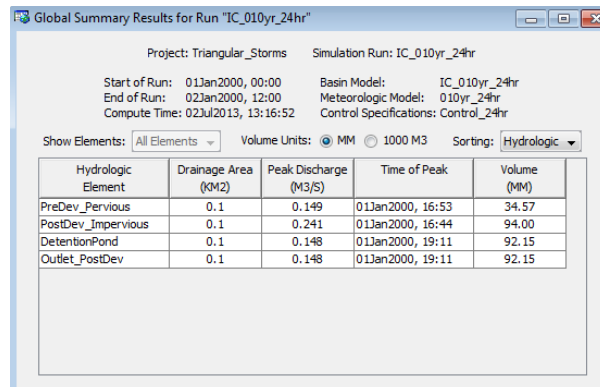 Global Summary Results for Run "IC_010yr_24hr"
Project: Triangular_Storms Simulation Run: IC_010yr_24hr
Start of Run: 01Jan2000, 00:00 Basin Model: IC_010yr_24hr
End of Run: 02Jan2000, 12:00 Meteorologic Model: 010yr_24hr
Compute Time: 02Jul2013, 13:16:52 Control Specifications: Control_24hr
Show Elements: All Elements Volume Units: MM 1000 M3 Sorting: Hydrologic
Hydrologic Drainage Area Peak Discharge Time of Peak Volume
Element (KM2) (M3/S) (MM)
PreDev_Pervious 0.1 0.149 01Jan2000, 16:53 34.57
PostDev_Impervious 0.1 0.241 01Jan2000, 16:44 94.00
DetentionPond 0.1 0.148 01Jan2000, 19:11 92.15
Outlet_PostDev 0.1 0.148 01Jan2000, 19:11 92.15